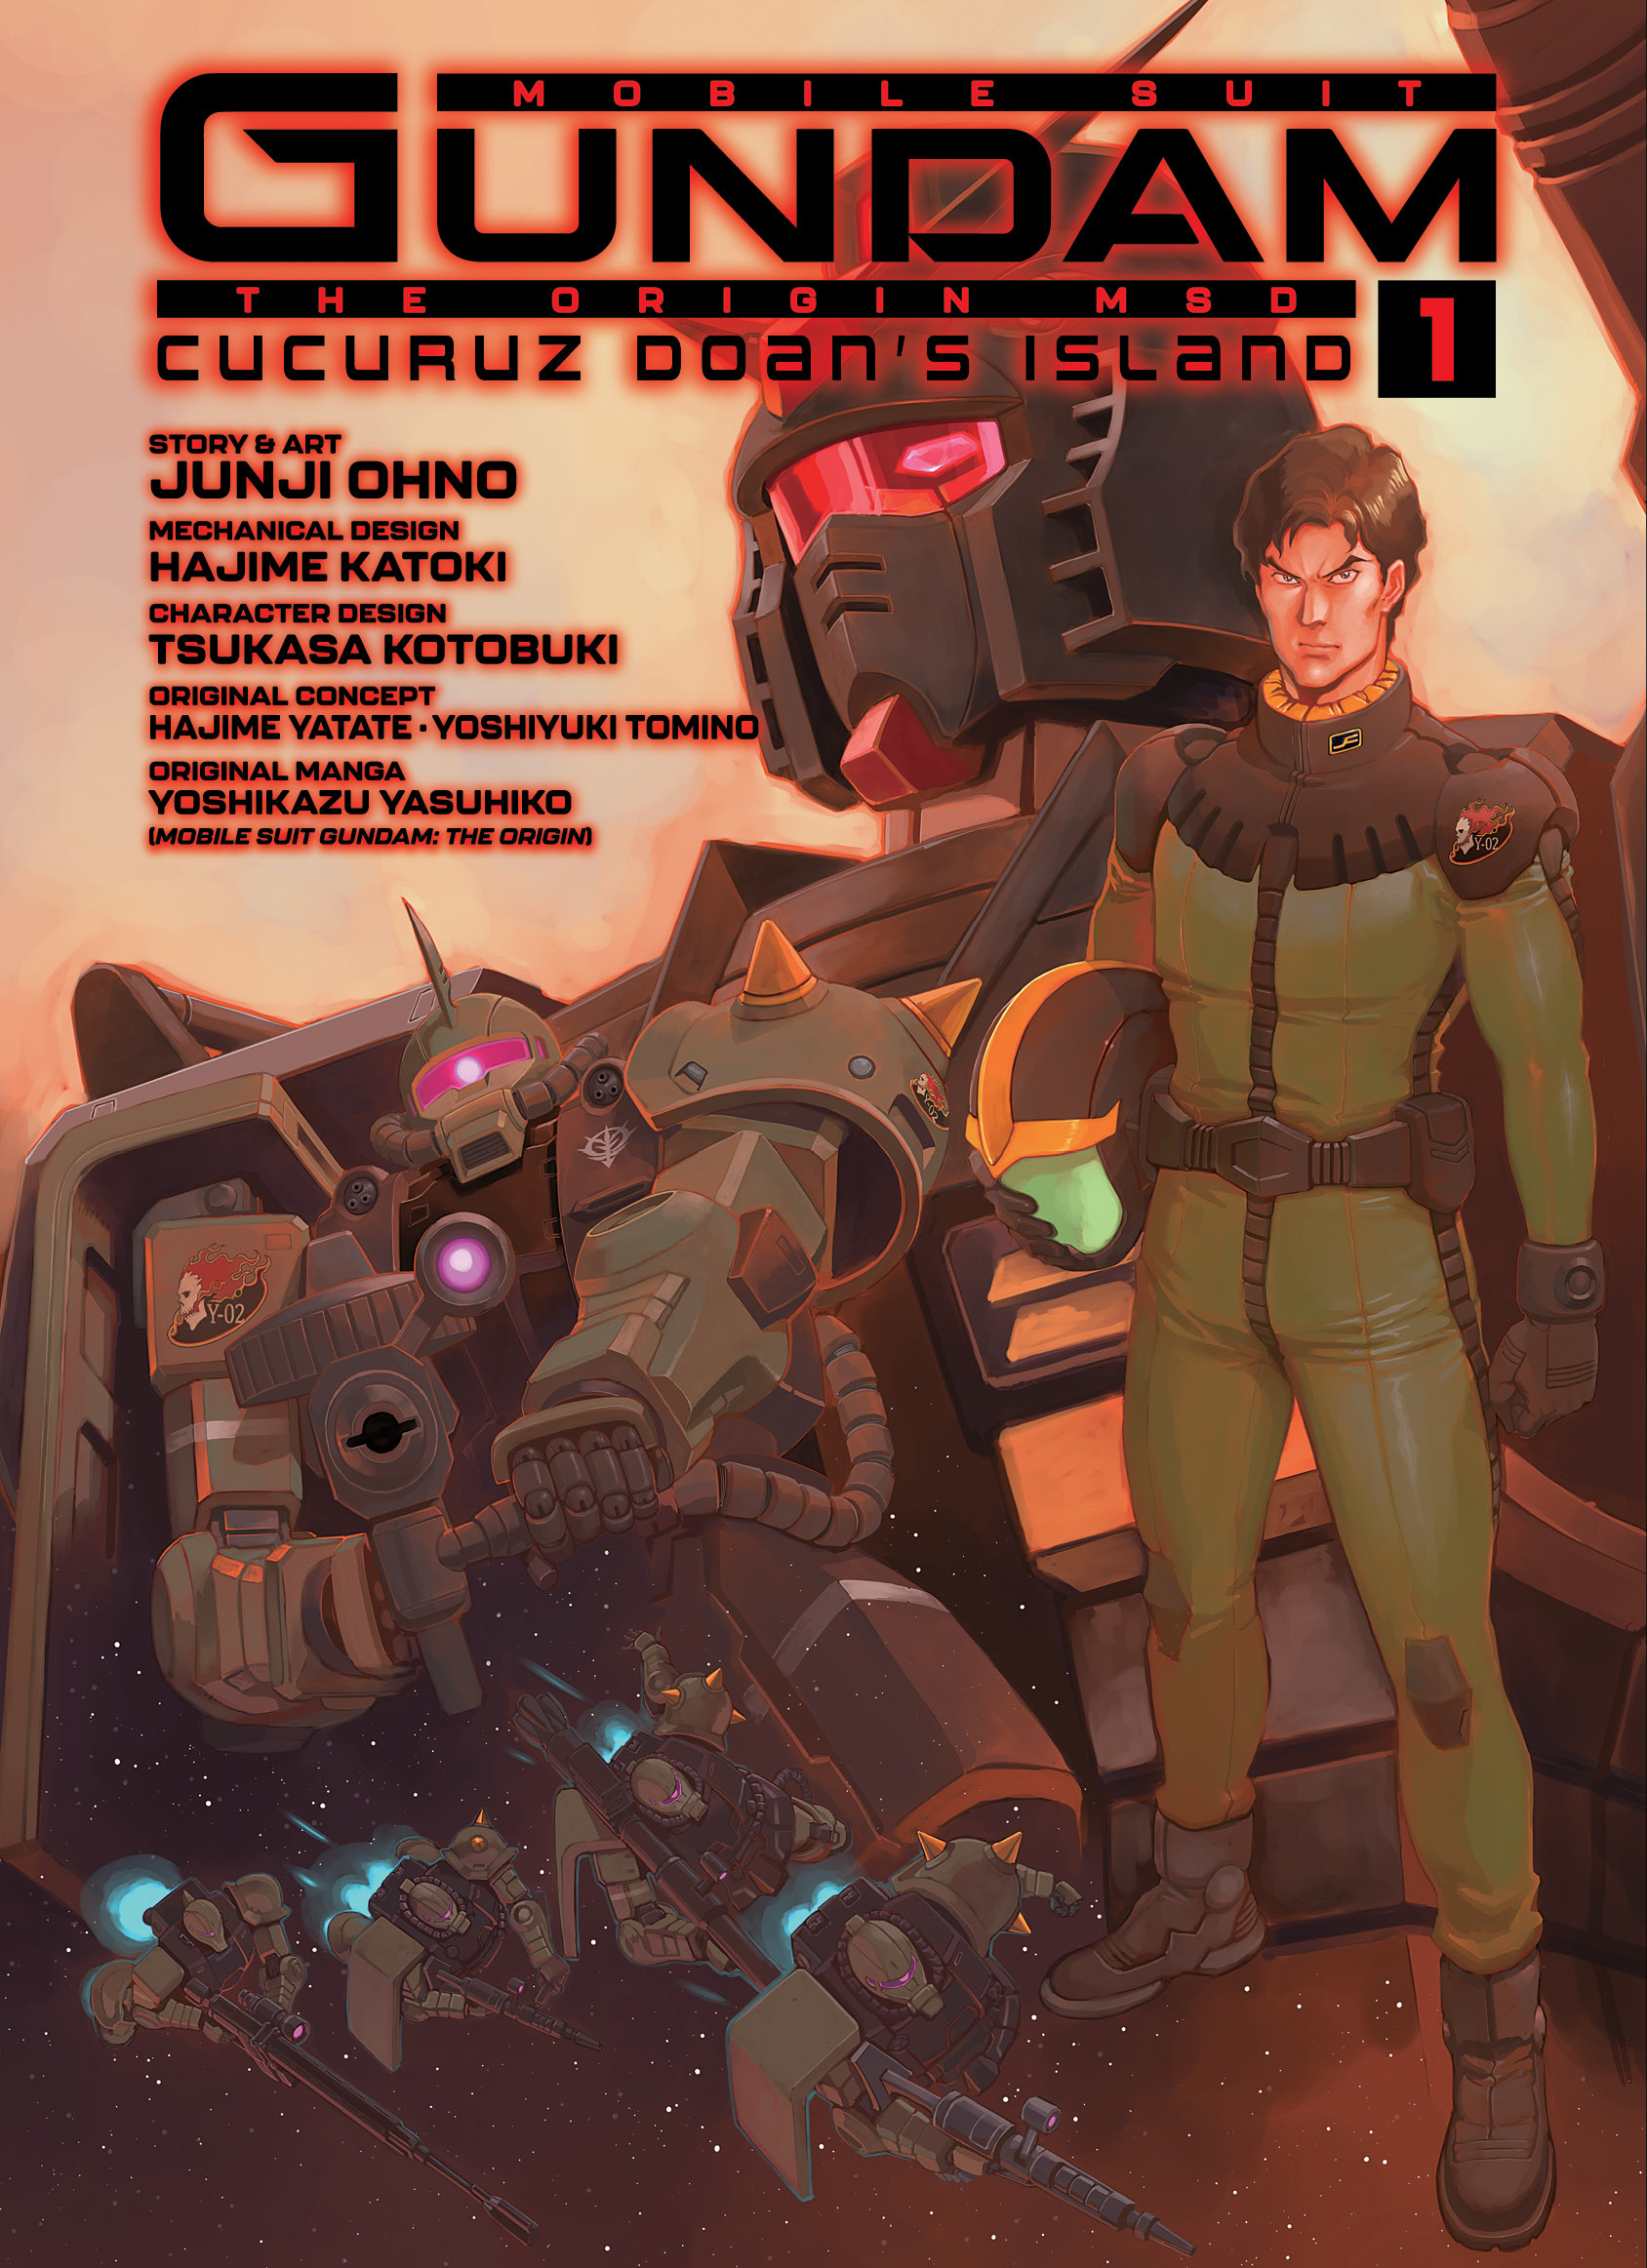 MOBILE SUIT
GUNDAM
THE ORIGIN MSD
CUCURUZ DOAN'S ISLAND
1
STORY & ART
JUNJI OHNO
MECHANICAL DESIGN
HAJIME KATOKI
CHARACTER DESIGN
TSUKASA KOTOBUKI
ORIGINAL CONCEPT
HAJIME YATATE · YOSHIYUKI TOMINO
ORIGINAL MANGA
YOSHIKAZU YASUHIKO
(MOBILE SUIT GUNDAM: THE ORIGIN)
Y-02
Y-02
Y-02